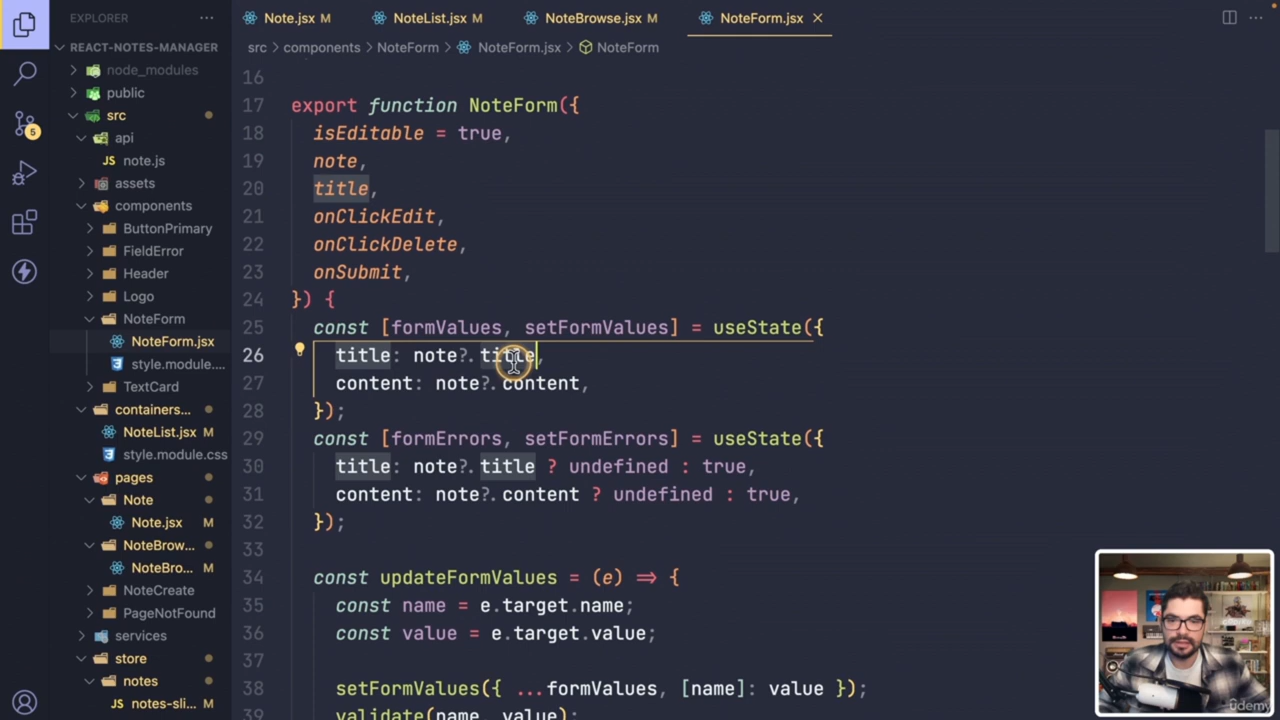 EXPLORER
Note.jsx M
NoteList.jsx M
NoteBrowse.jsx M
NoteForm.jsx
REACT-NOTES-MANAGER
src > components > NoteForm > NoteForm.jsx > NoteForm
node_modules
public
src
api
JS note.js
assets
components
ButtonPrimary
FieldError
Header
Logo
NoteForm
NoteForm.jsx
style.module....
TextCard
containers...
NoteList.jsx M
style.module.css
pages
Note
Note.jsx M
NoteBrow...
NoteBro... M
NoteCreate
PageNotFound
services
store
notes
JS notes-sli... M
5
16
17 export function NoteForm({
18 isEditable = true,
19 note,
20 title,
21 onClickEdit,
22 onClickDelete,
23 onSubmit,
24 }) {
25 const [formValues, setFormValues] = useState({
26 title: note?.title,
27 content: note?.content,
28 });
29 const [formErrors, setFormErrors] = useState({
30 title: note?.title ? undefined : true,
31 content: note?.content ? undefined : true,
32 });
33
34 const updateFormValues = (e) => {
35 const name = e.target.name;
36 const value = e.target.value;
37
38 setFormValues({ ...formValues, [name]: value });
39 validate(name, value);
udemy